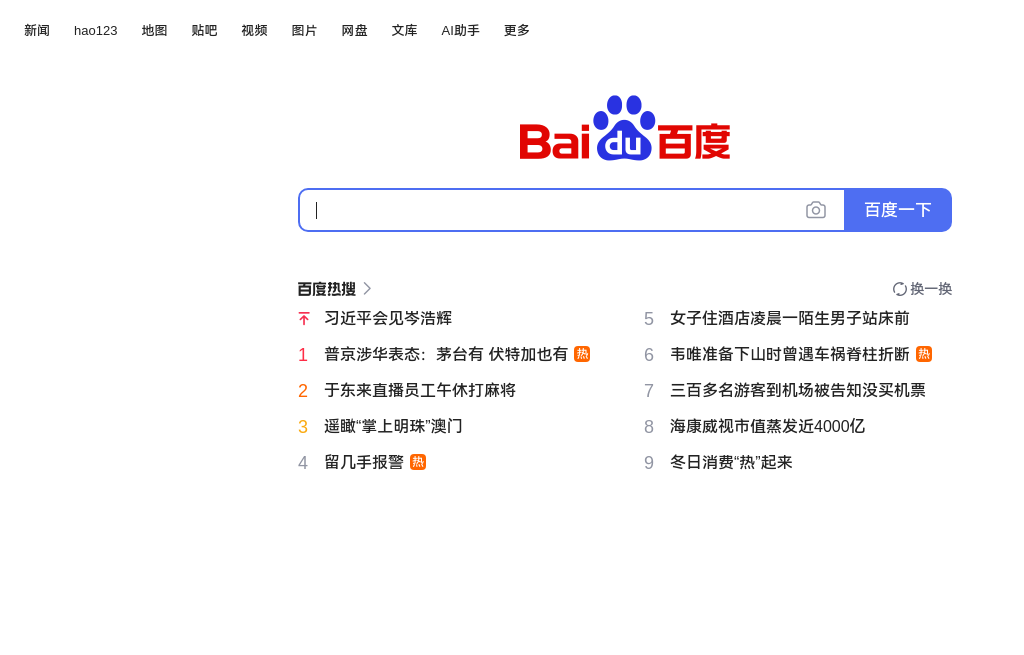 新闻 hao123 地图 贴吧 视频 图片 网盘 文库 AI助手 更多
Bai du 百度
百度一下
百度热搜
换一换
习近平会见岑浩辉
1 普京涉华表态：茅台有 伏特加也有 热
2 于东来直播员工午休打麻将
3 遥瞰“掌上明珠”澳门
4 留几手报警 热
5 女子住酒店凌晨一陌生男子站床前
6 韦唯准备下山时曾遇车祸脊柱折断 热
7 三百多名游客到机场被告知没买机票
8 海康威视市值蒸发近4000亿
9 冬日消费“热”起来